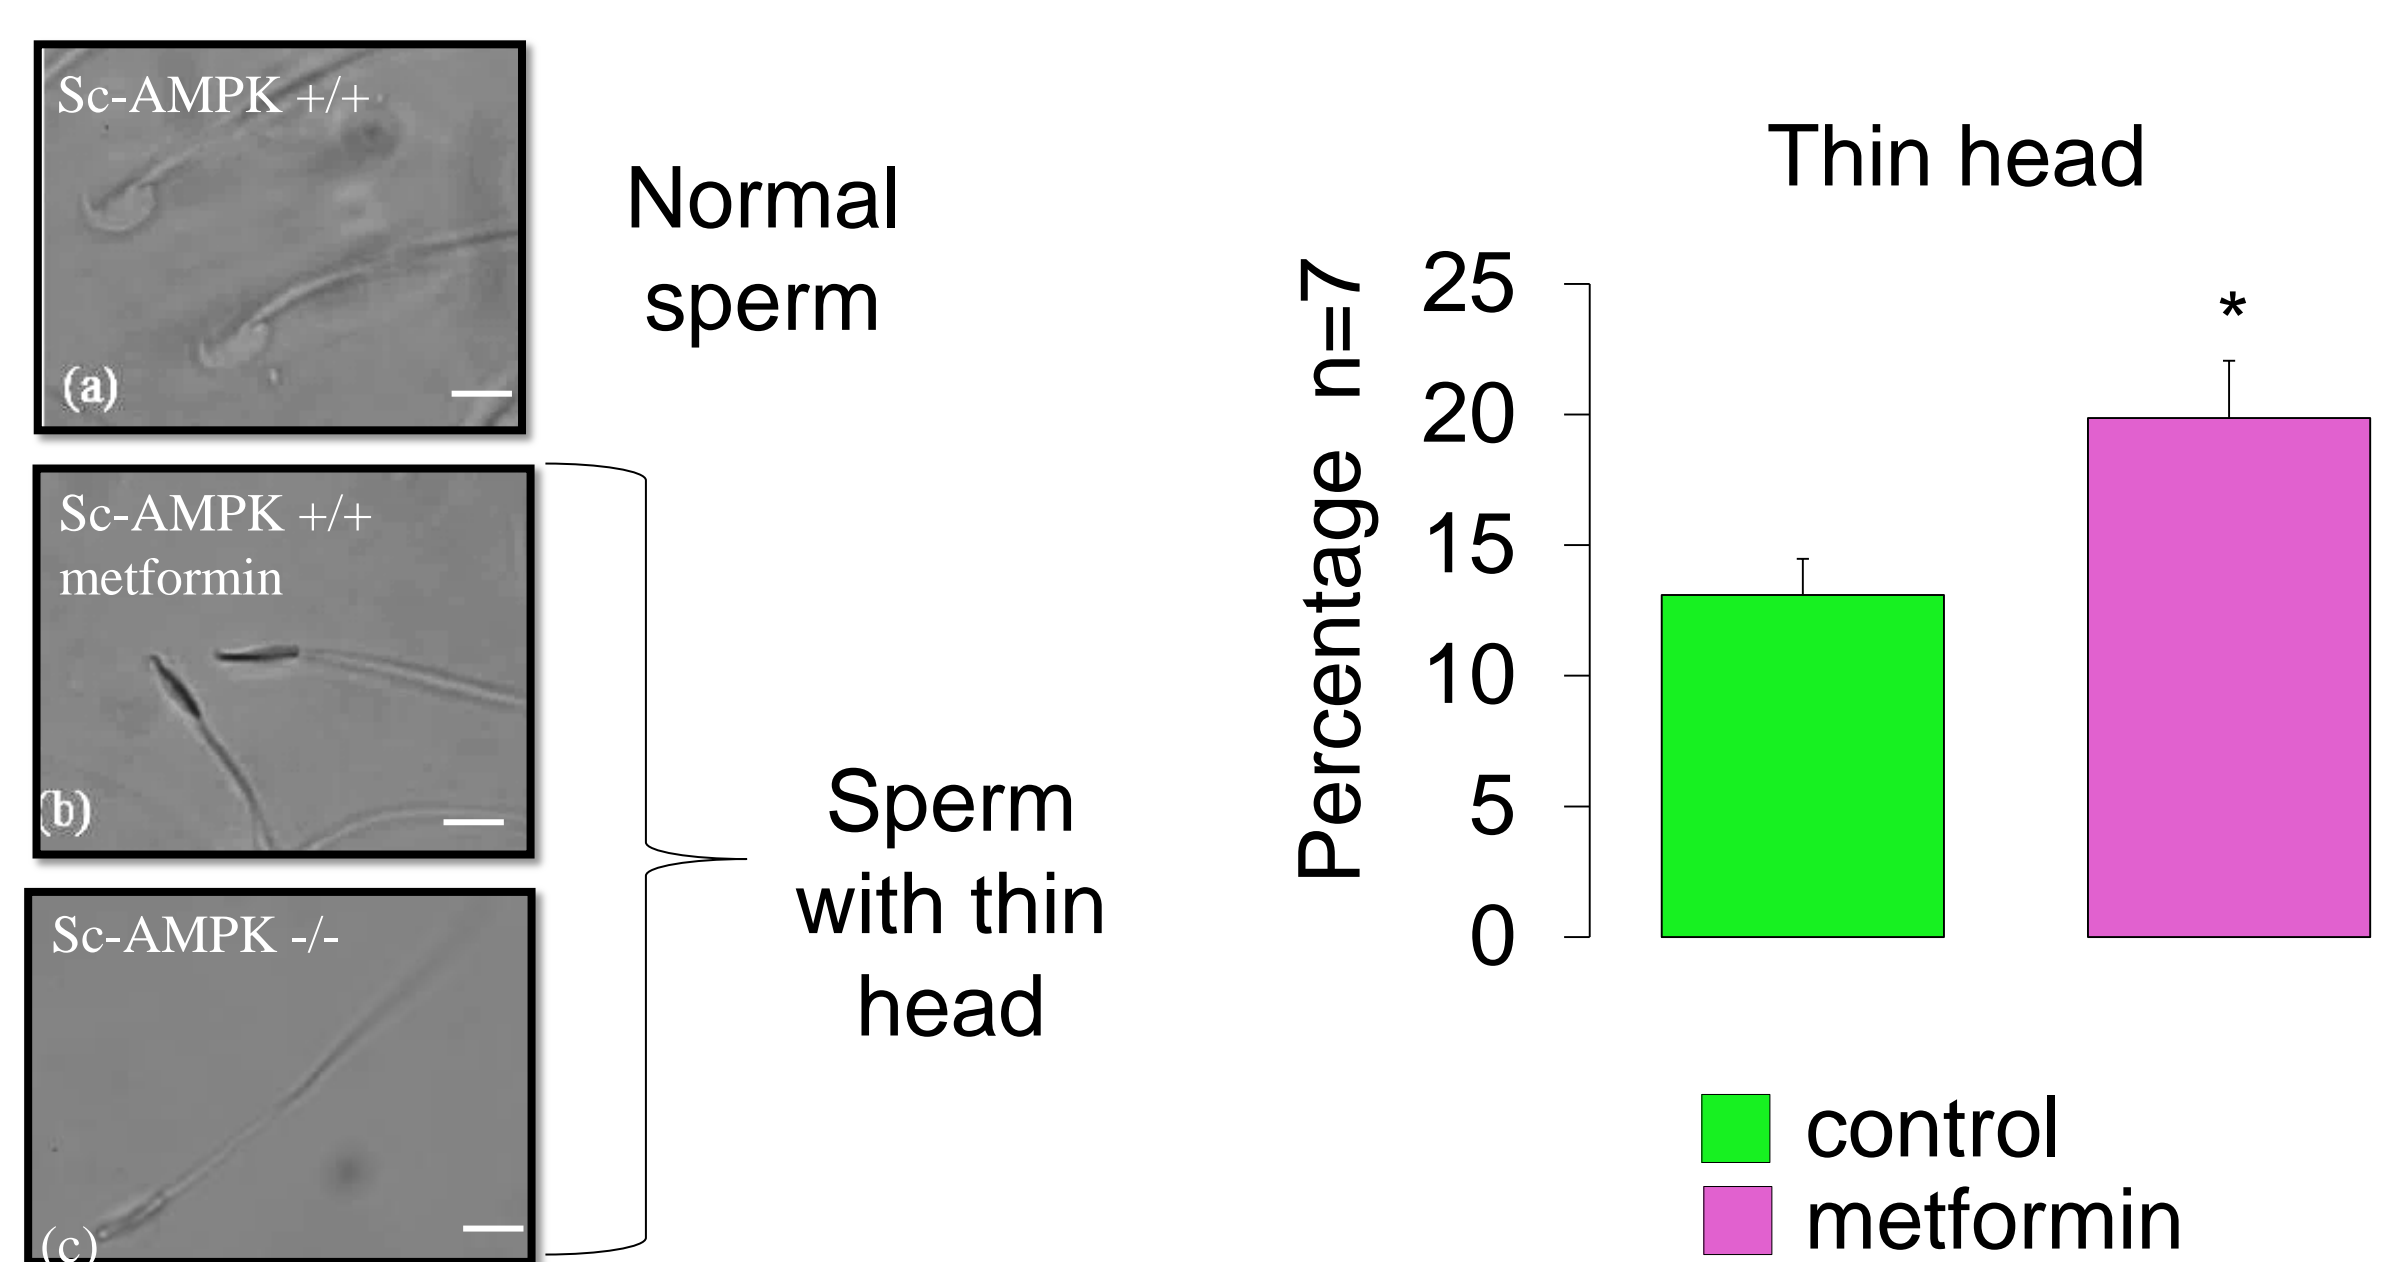 Sc-AMPK +/+
(a)
Normal
sperm
Sc-AMPK +/+
metformin
(b)
Sc-AMPK -/-
(c)
Sperm
with thin
head
Thin head
Percentage n=7
25
20
15
10
5
0
*
control
metformin